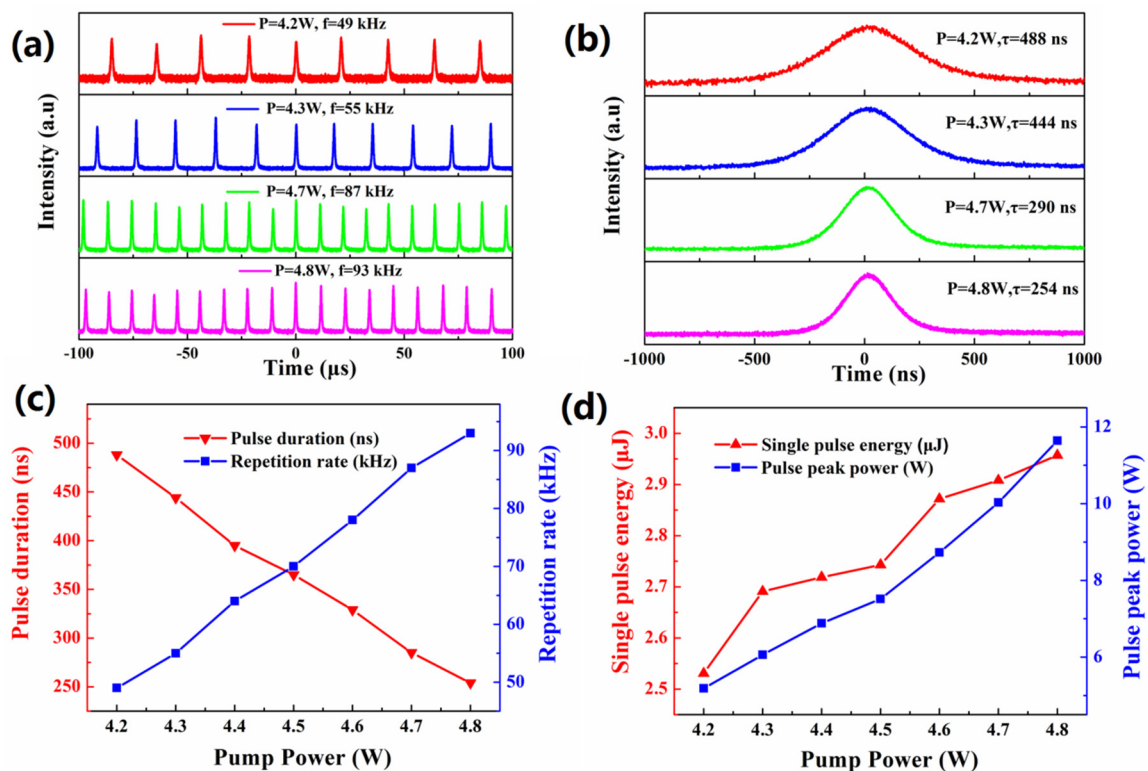 (a)
P=4.2W, f=49 kHz
P=4.3W, f=55 kHz
P=4.7W, f=87 kHz
P=4.8W, f=93 kHz
Intensity (a.u)
-100
-50
0
50
100
Time (μs)
(b)
P=4.2W,τ=488 ns
P=4.3W,τ=444 ns
P=4.7W,τ=290 ns
P=4.8W,τ=254 ns
Intensity (a.u)
-1000
-500
0
500
1000
Time (ns)
(c)
Pulse duration (ns)
Repetition rate (kHz)
Pulse duration (ns)
500
450
400
350
300
250
Repetition rate (kHz)
90
80
70
60
50
4.2
4.3
4.4
4.5
4.6
4.7
4.8
Pump Power (W)
(d)
Single pulse energy (μJ)
Pulse peak power (W)
Single pulse energy (μJ)
3.0
2.9
2.8
2.7
2.6
2.5
Pulse peak power (W)
12
10
8
6
4.2
4.3
4.4
4.5
4.6
4.7
4.8
Pump Power (W)